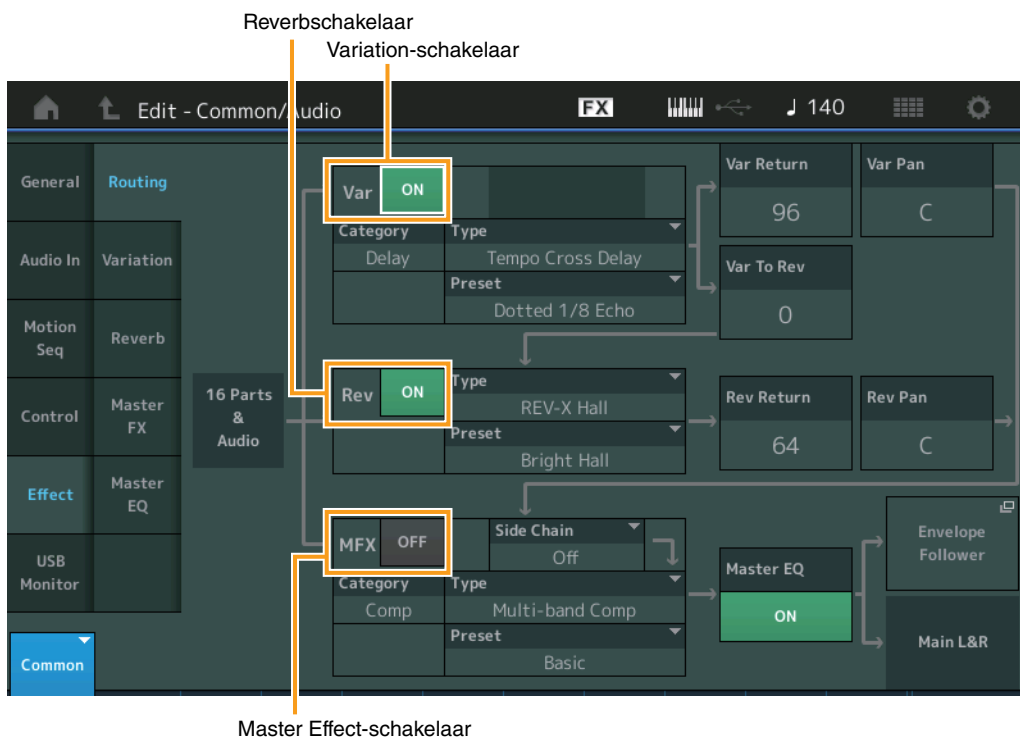 Reverbschakelaar
Variation-schakelaar
Edit - Common/Audio
FX
140
General
Routing
Var
ON
Var Return
96
Var Pan
C
Category
Type
Delay
Tempo Cross Delay
Audio In
Variation
Preset
Dotted 1/8 Echo
Var To Rev
0
Motion
Seq
Reverb
16 Parts
&
Audio
Rev
ON
Type
REV-X Hall
Preset
Bright Hall
Rev Return
64
Rev Pan
C
Control
Master
FX
Effect
Master
EQ
MFX
OFF
Side Chain
Off
Category
Type
Comp
Multi-band Comp
Preset
Basic
Master EQ
ON
Envelope
Follower
Main L&R
USB
Monitor
Common
Master Effect-schakelaar